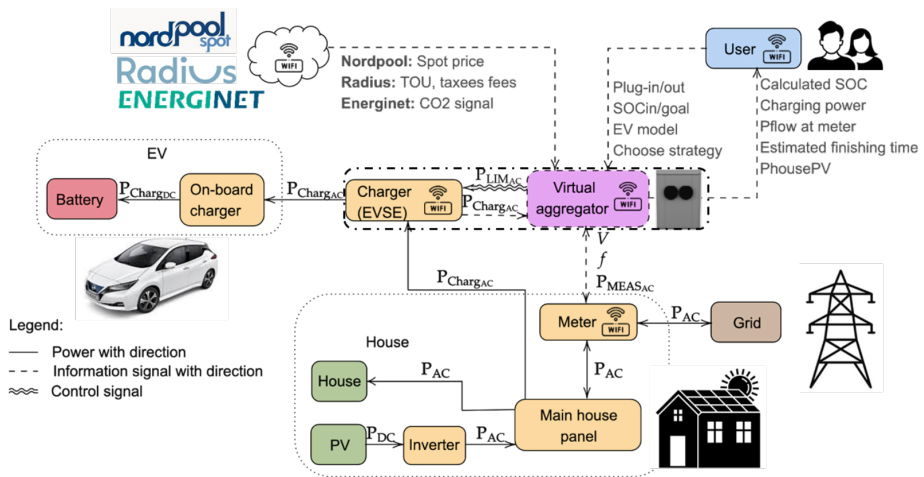 nordpool
spot
Radius
ENERGINET
WIFI
Nordpool: Spot price
Radius: TOU, taxees fees
Energinet: CO2 signal
User
WIFI
Plug-in/out
SOCin/goal
EV model
Choose strategy
Calculated SOC
Charging power
Pflow at meter
Estimated finishing time
PhousePV
EV
Battery
PChargDC
On-board
charger
PChargAC
Charger
(EVSE)
WIFI
PLIMAC
PChargAC
Virtual
aggregator
WIFI
V
f
PMEASAC
PChargAC
Meter
WIFI
PAC
Grid
Legend:
Power with direction
Information signal with direction
Control signal
House
House
PAC
PAC
Main house
panel
PV
PDC
Inverter
PAC